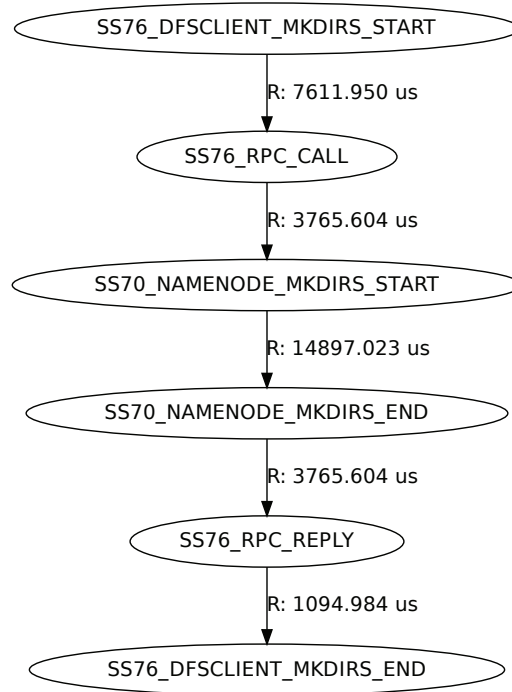 SS76_DFSCLIENT_MKDIRS_START
R: 7611.950 us
SS76_RPC_CALL
R: 3765.604 us
SS70_NAMENODE_MKDIRS_START
R: 14897.023 us
SS70_NAMENODE_MKDIRS_END
R: 3765.604 us
SS76_RPC_REPLY
R: 1094.984 us
SS76_DFSCLIENT_MKDIRS_END